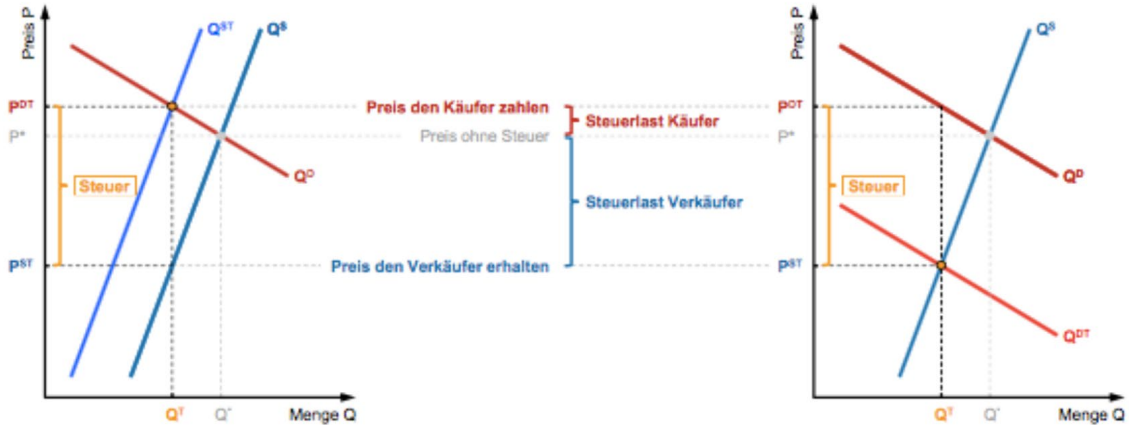 Preis P
Q^ST
Q^S
P^DT
P*
Steuer
P^ST
Q^D
Q^T
Q*
Menge Q
Preis den Käufer zahlen
Preis ohne Steuer
Preis den Verkäufer erhalten
Steuerlast Käufer
Steuerlast Verkäufer
Preis P
Q^S
P^DT
P*
Steuer
P^ST
Q^D
Q^DT
Q^T
Q*
Menge Q